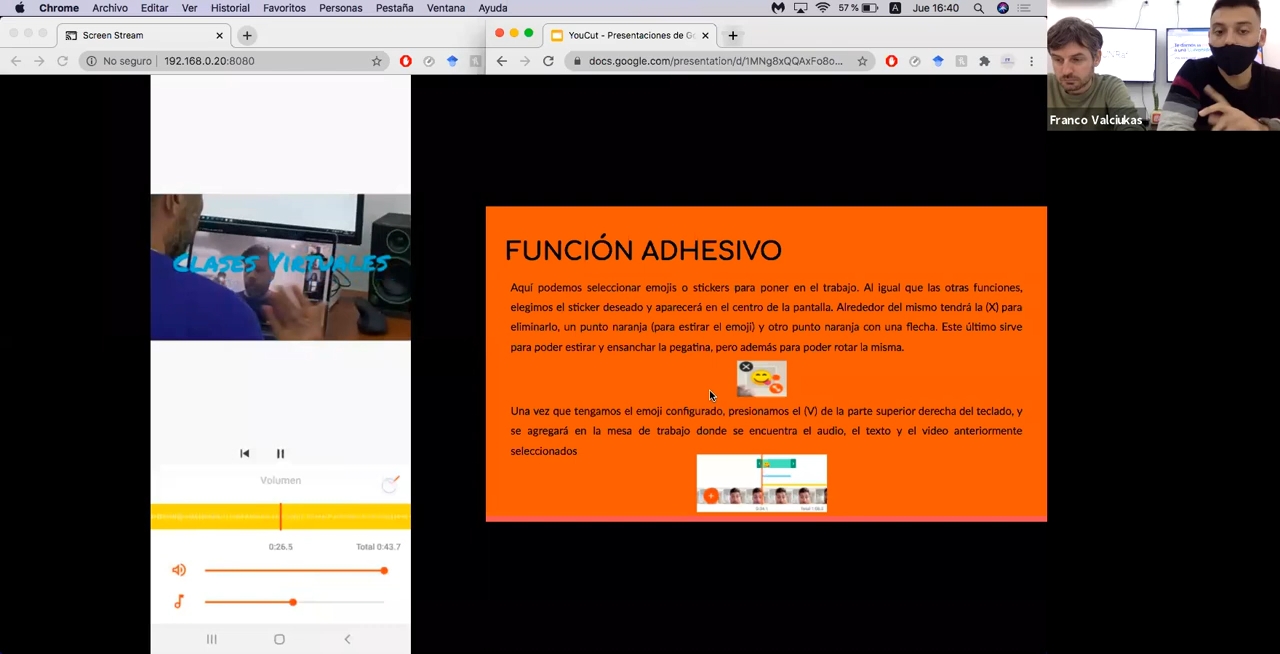 Chrome Archivo Editar Ver Historial Favoritos Personas Pestaña Ventana Ayuda
57 % A Jue 16:40
Screen Stream
No seguro 192.168.0.20:8080
YouCut - Presentaciones de Go
docs.google.com/presentation/d/1MNg8xQQAxFo8o...
Franco Valciukas
Clases Virtuales
Volumen
0:26.5 Total 0:43.7
FUNCIÓN ADHESIVO
Aquí podemos seleccionar emojis o stickers para poner en el trabajo. Al igual que las otras funciones,
elegimos el sticker deseado y aparecerá en el centro de la pantalla. Alrededor del mismo tendrá la (X) para
eliminarlo, un punto naranja (para estirar el emoji) y otro punto naranja con una flecha. Este último sirve
para poder estirar y ensanchar la pegatina, pero además para poder rotar la misma.
Una vez que tengamos el emoji configurado, presionamos el (V) de la parte superior derecha del teclado, y
se agregará en la mesa de trabajo donde se encuentra el audio, el texto y el video anteriormente
seleccionados